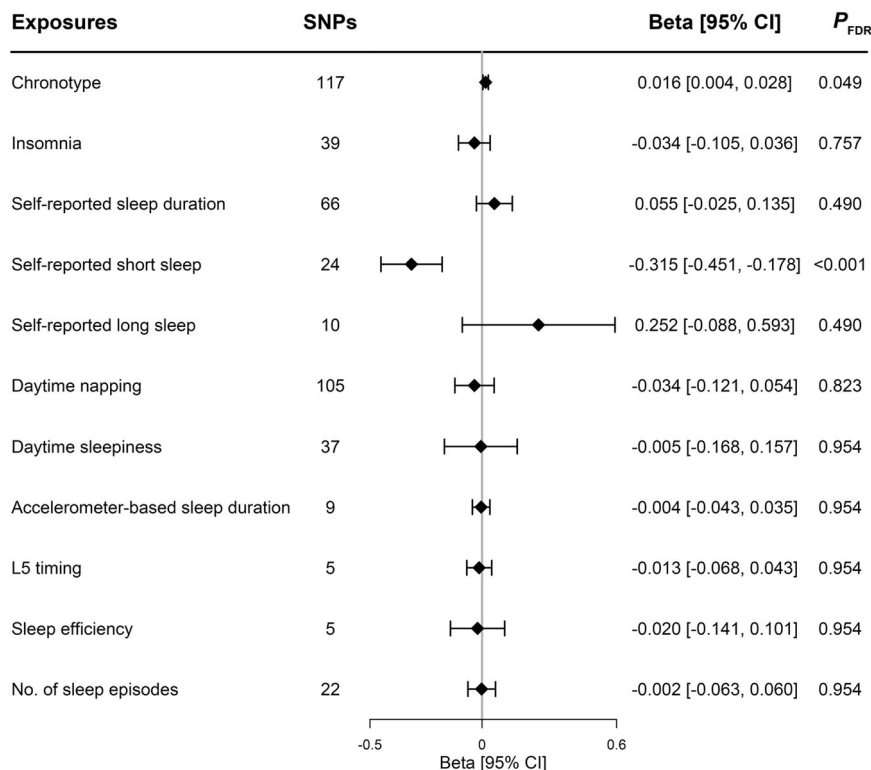 Exposures SNPs Beta [95% CI] PFDR
Chronotype 117 0.016 [0.004, 0.028] 0.049
Insomnia 39 -0.034 [-0.105, 0.036] 0.757
Self-reported sleep duration 66 0.055 [-0.025, 0.135] 0.490
Self-reported short sleep 24 -0.315 [-0.451, -0.178] <0.001
Self-reported long sleep 10 0.252 [-0.088, 0.593] 0.490
Daytime napping 105 -0.034 [-0.121, 0.054] 0.823
Daytime sleepiness 37 -0.005 [-0.168, 0.157] 0.954
Accelerometer-based sleep duration 9 -0.004 [-0.043, 0.035] 0.954
L5 timing 5 -0.013 [-0.068, 0.043] 0.954
Sleep efficiency 5 -0.020 [-0.141, 0.101] 0.954
No. of sleep episodes 22 -0.002 [-0.063, 0.060] 0.954
-0.5 0 0.6
Beta [95% CI]